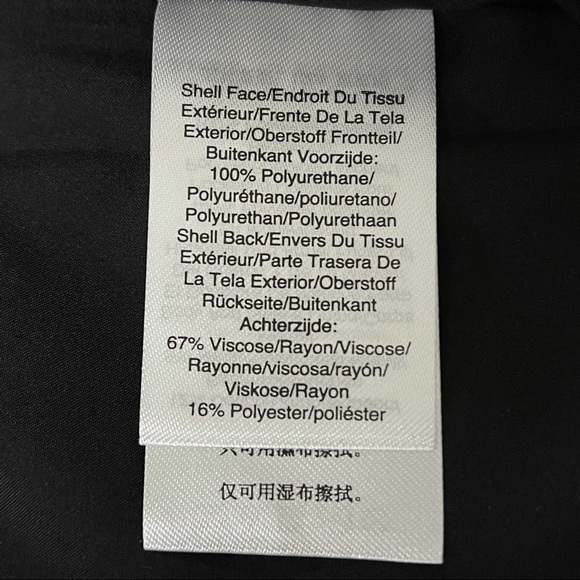 Shell Face/Endroit Du Tissu
Extérieur/Frente De La Tela
Exterior/Oberstoff Frontteil/
Buitenkant Voorzijde:
100% Polyurethane/
Polyuréthane/poliuretano/
Polyurethan/Polyurethaan
Shell Back/Envers Du Tissu
Extérieur/Parte Trasera De
La Tela Exterior/Oberstoff
Rückseite/Buitenkant
Achterzijde:
67% Viscose/Rayon/Viscose/
Rayonne/viscosa/rayón/
Viskose/Rayon
16% Polyester/poliéster
仅可用湿布擦拭。